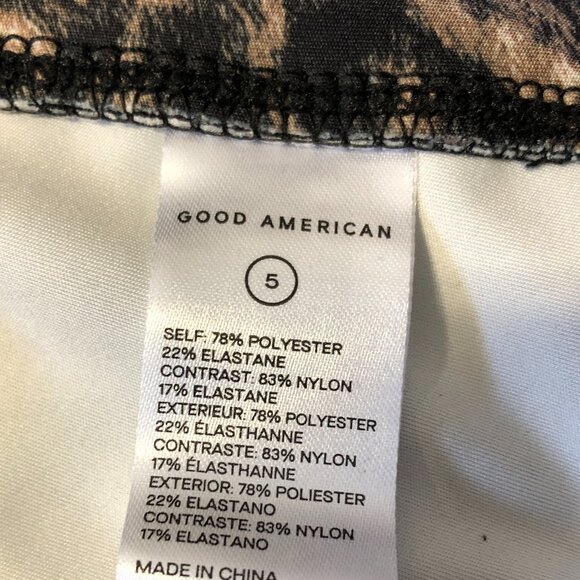 GOOD AMERICAN
5
SELF: 78% POLYESTER
22% ELASTANE
CONTRAST: 83% NYLON
17% ELASTANE
EXTERIEUR: 78% POLYESTER
22% ÉLASTHANNE
CONTRASTE: 83% NYLON
17% ÉLASTHANNE
EXTERIOR: 78% POLIESTER
22% ELASTANO
CONTRASTE: 83% NYLON
17% ELASTANO
MADE IN CHINA